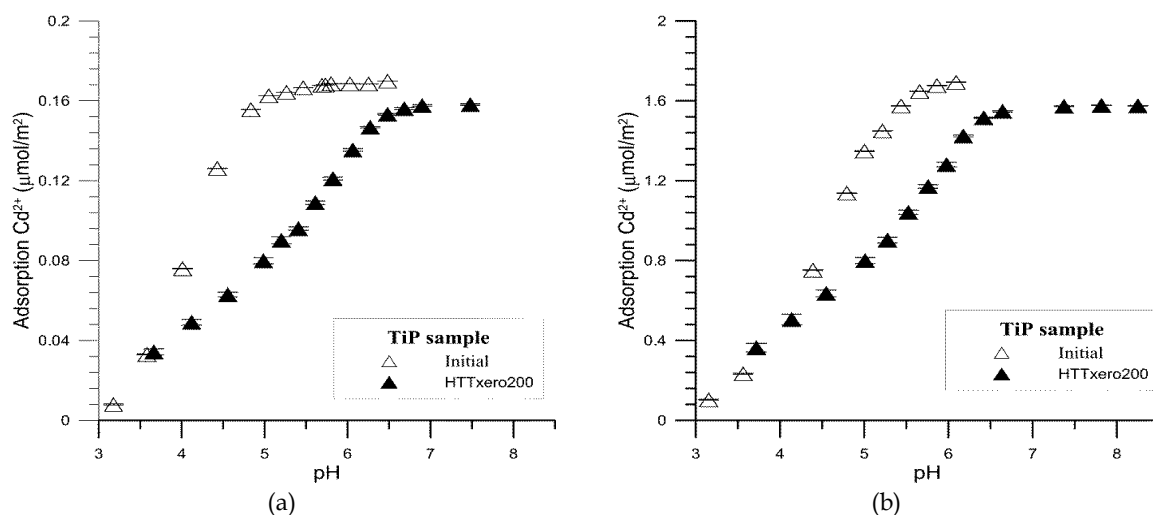 0.2
0.16
0.12
0.08
0.04
0
Adsorption Cd²⁺ (μmol/m²)
3 4 5 6 7 8
pH
TiP sample
Initial
HTTxero200
(a)
2
1.6
1.2
0.8
0.4
0
Adsorption Cd²⁺ (μmol/m²)
3 4 5 6 7 8
pH
TiP sample
Initial
HTTxero200
(b)